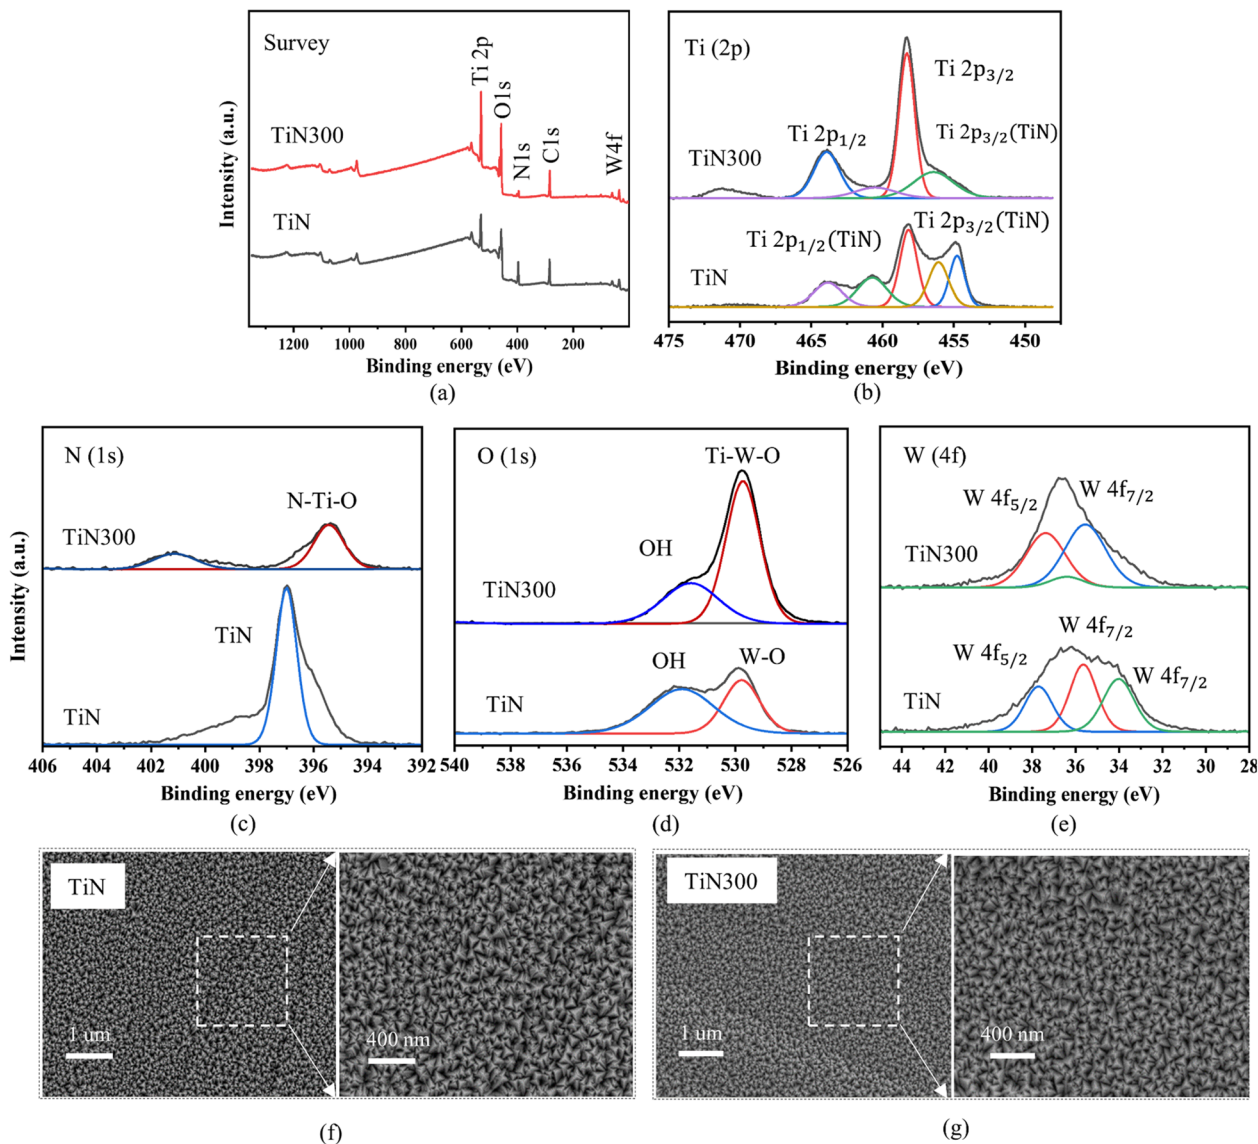 Survey
Ti 2p
O1s
N1s
C1s
W4f
TiN300
TiN
Intensity (a.u.)
1200 1000 800 600 400 200
Binding energy (eV)
(a)
Ti (2p)
Ti 2p3/2
Ti 2p1/2
Ti 2p3/2(TiN)
TiN300
Ti 2p3/2(TiN)
Ti 2p1/2(TiN)
TiN
475 470 465 460 455 450
Binding energy (eV)
(b)
N (1s)
N-Ti-O
TiN300
TiN
TiN
Intensity (a.u.)
406 404 402 400 398 396 394 392
Binding energy (eV)
(c)
O (1s)
Ti-W-O
OH
TiN300
OH
W-O
TiN
540 538 536 534 532 530 528 526
Binding energy (eV)
(d)
W (4f)
W 4f5/2
W 4f7/2
TiN300
W 4f7/2
W 4f5/2
W 4f7/2
TiN
44 42 40 38 36 34 32 30 28
Binding energy (eV)
(e)
TiN
1 um
400 nm
(f)
TiN300
1 um
400 nm
(g)